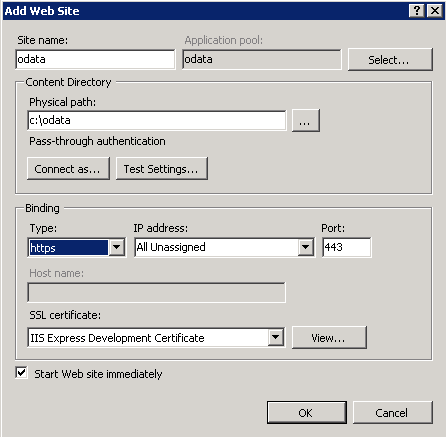 Add Web Site
Site name:
Application pool:
odata
odata
Select...
Content Directory
Physical path:
c:\odata
...
Pass-through authentication
Connect as...
Test Settings...
Binding
Type:
IP address:
Port:
https
All Unassigned
443
Host name:
SSL certificate:
IIS Express Development Certificate
View...
Start Web site immediately
OK
Cancel